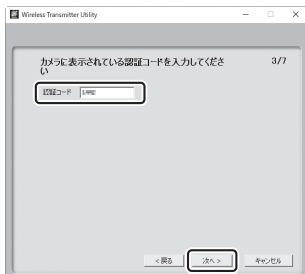 Wireless Transmitter Utility
カメラに表示されている認証コードを入力してくださ
い
3/7
認証コード
< 戻る
次へ >
キャンセル